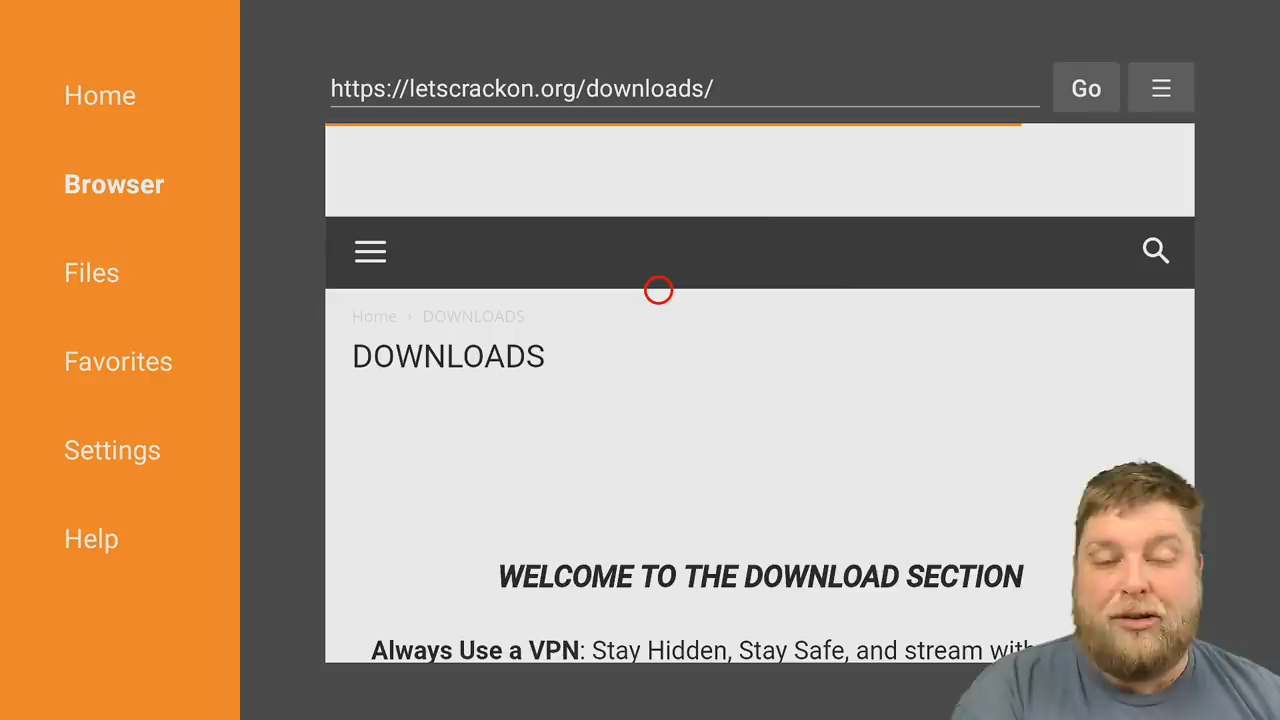 Home
Browser
Files
Favorites
Settings
Help
https://letscrackon.org/downloads/
Go
Home › DOWNLOADS
DOWNLOADS
WELCOME TO THE DOWNLOAD SECTION
Always Use a VPN: Stay Hidden, Stay Safe, and stream with